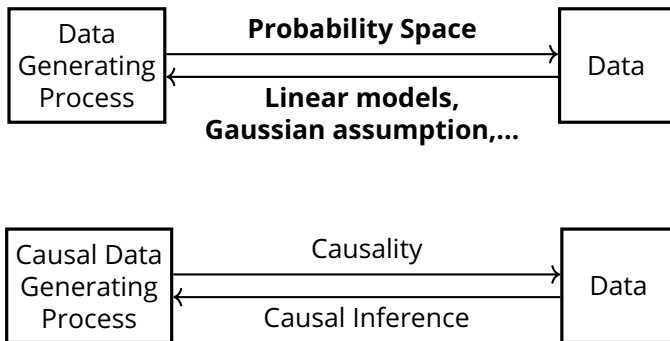 Data
Generating
Process
Probability Space
Linear models,
Gaussian assumption,...
Data
Causal Data
Generating
Process
Causality
Causal Inference
Data